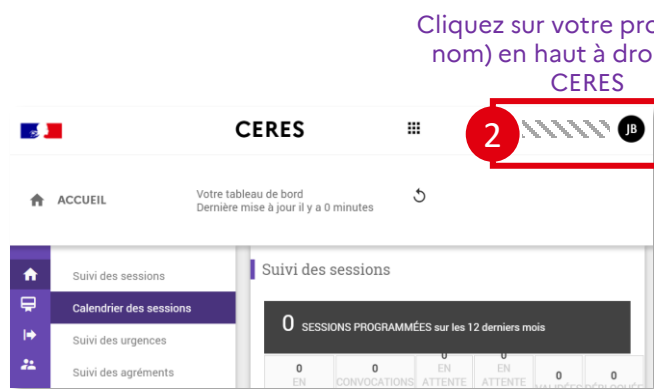 Cliquez sur votre pro
nom) en haut à dro
CERES
CERES
2
JB
ACCUEIL
Votre tableau de bord
Dernière mise à jour il y a 0 minutes
Suivi des sessions
Calendrier des sessions
Suivi des urgences
Suivi des agréments
Suivi des sessions
0 SESSIONS PROGRAMMÉES sur les 12 derniers mois
0 0 0 0 0 0
EN CONVOCATIONS EN ATTENTE EN ATTENTE VALIDÉES DÉPLOQUÉE